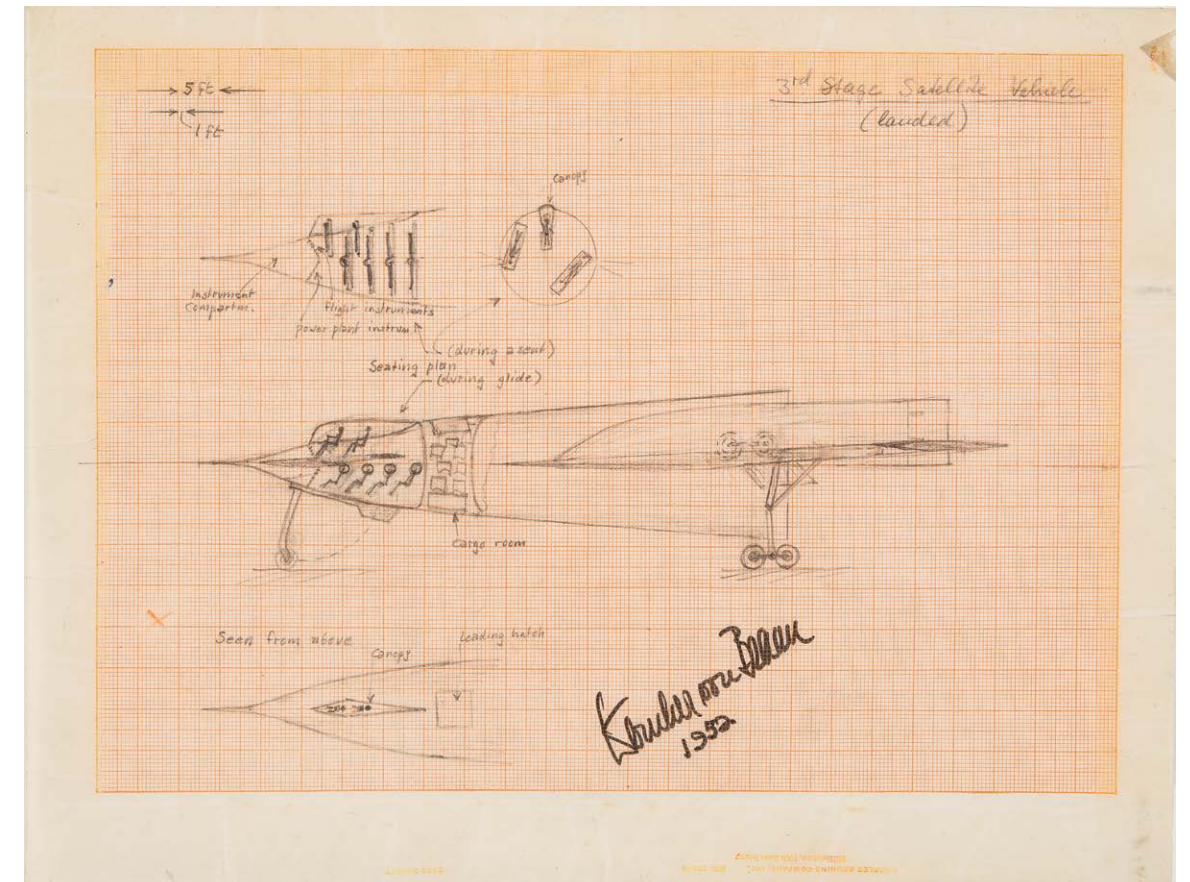 5 ft
1 ft
3rd Stage Satellite Vehicle
(landed)
Canopy
Instrument
Compartm.
flight instruments
power plant instrum
(during ascent)
Seating plan
(during glide)
Cargo room
Seen from above
Canopy
Loading hatch
Wernher von Braun
1952